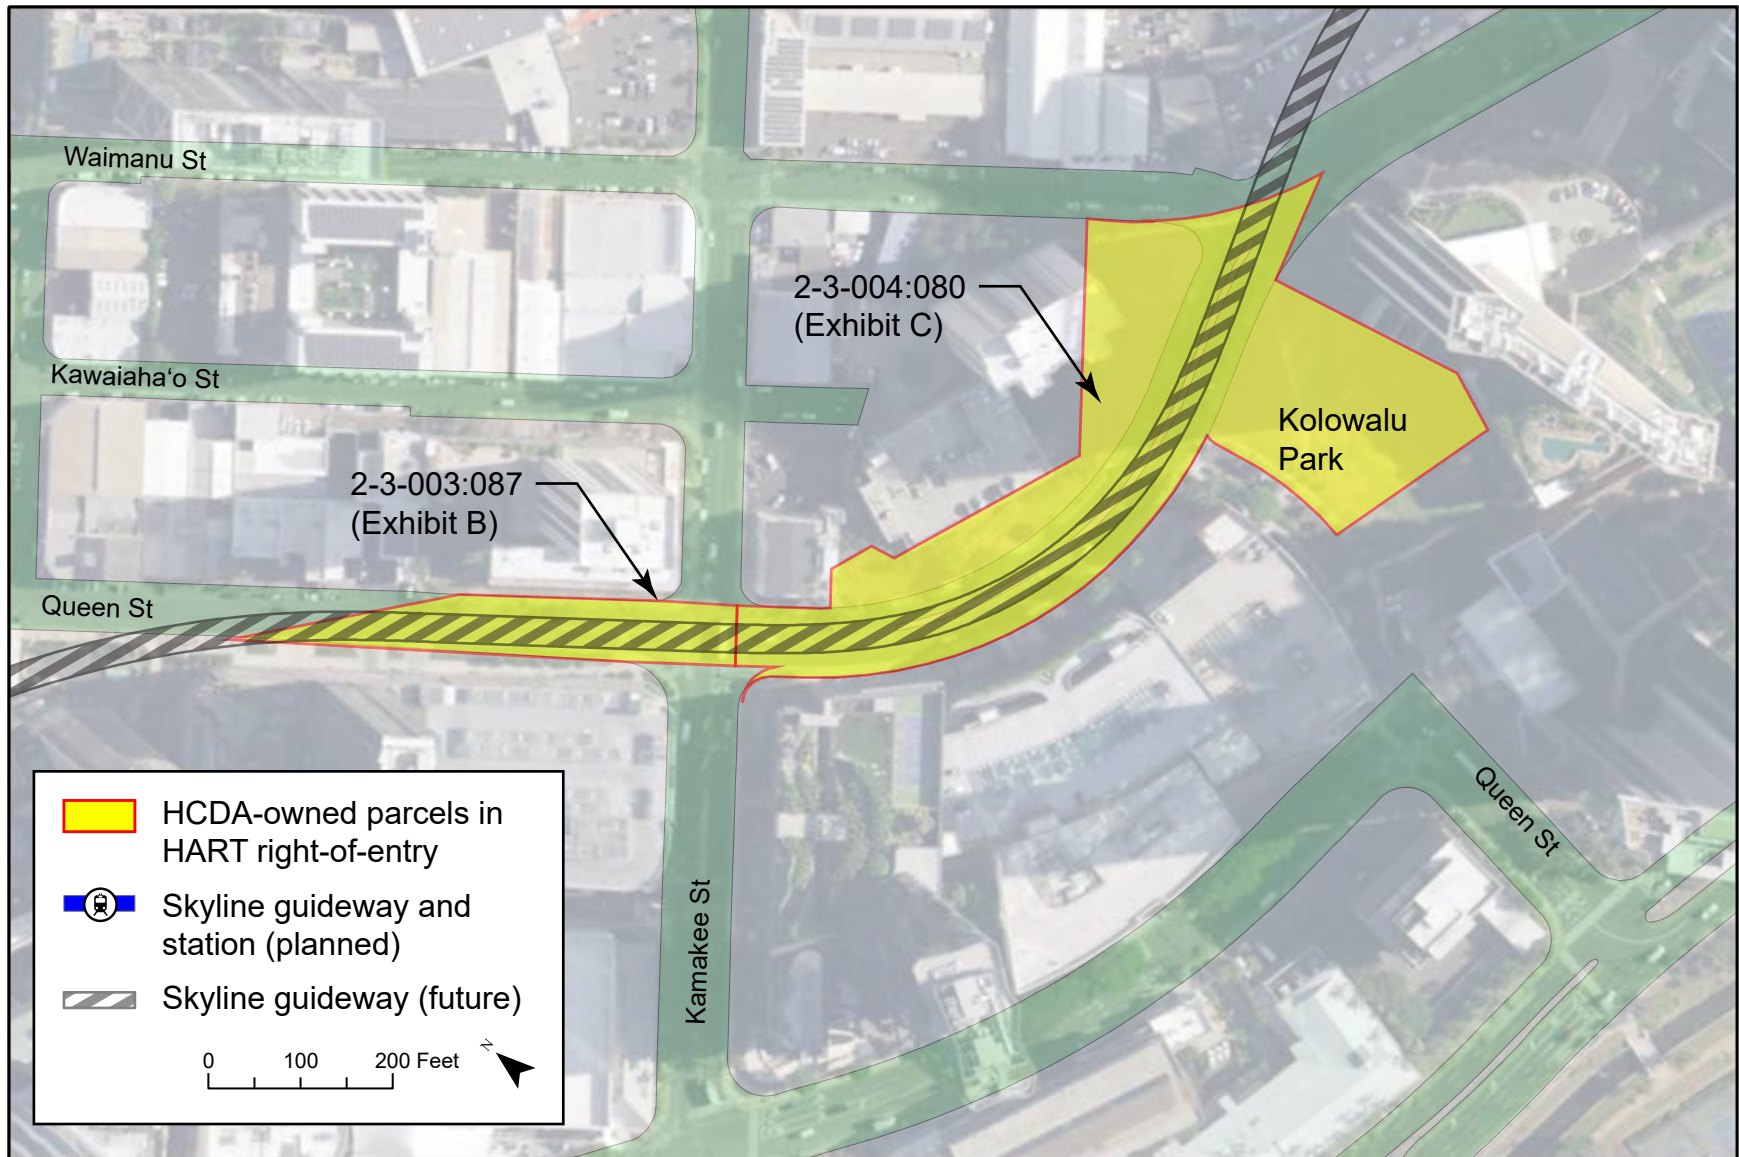 Waimanu St
Kawaiahaʻo St
2-3-004:080
(Exhibit C)
Kolowalu
Park
2-3-003:087
(Exhibit B)
Queen St
Queen St
Kamakee St
HCDA-owned parcels in
HART right-of-entry
Skyline guideway and
station (planned)
Skyline guideway (future)
0 100 200 Feet
N